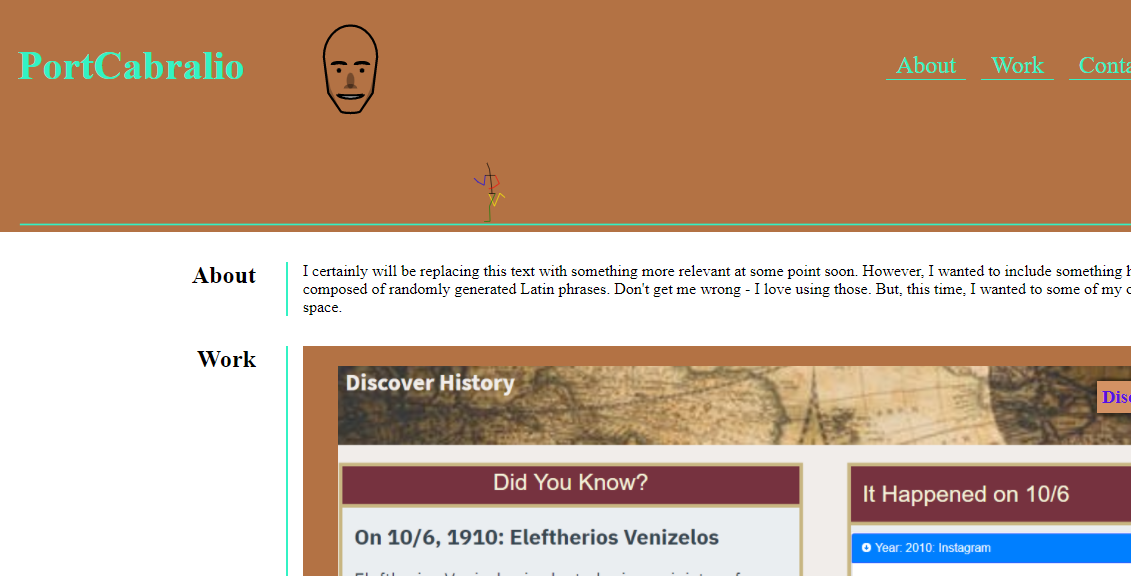 PortCabralio
About Work
About
I certainly will be replacing this text with something more relevant at some point soon. However, I wanted to include something
composed of randomly generated Latin phrases. Don't get me wrong - I love using those. But, this time, I wanted to some of my
space.
Work
Discover History
Did You Know?
It Happened on 10/6
On 10/6, 1910: Eleftherios Venizelos
Year: 2010: Instagram